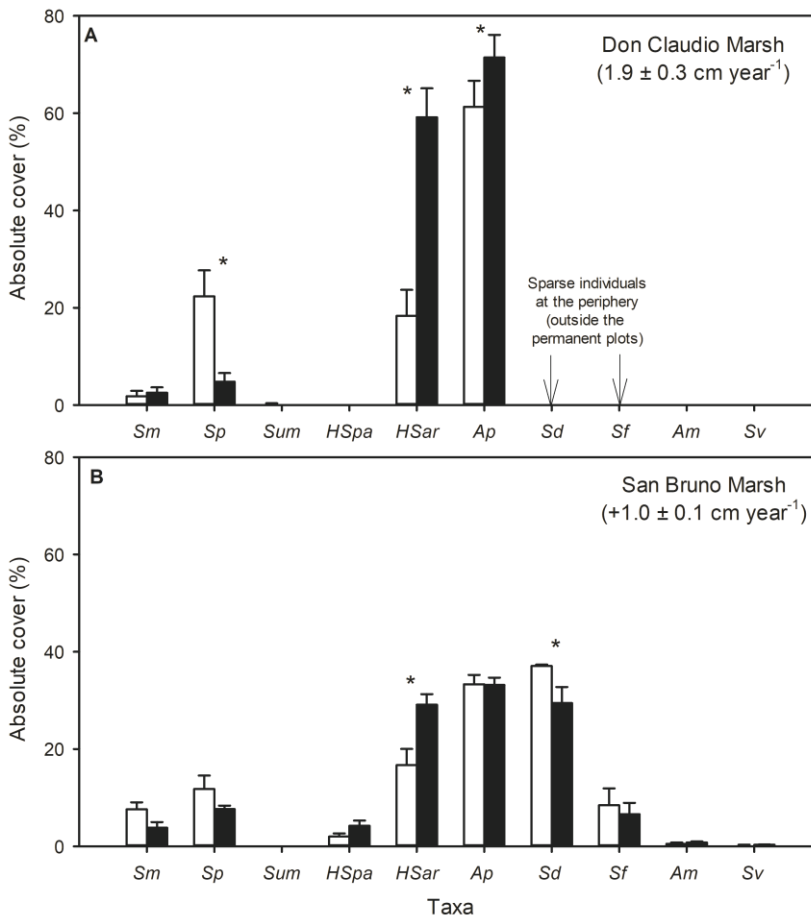 A
Don Claudio Marsh
(1.9 ± 0.3 cm year⁻¹)
Absolute cover (%)
80
60
40
20
0
*
*
*
Sparse individuals
at the periphery
(outside the
permanent plots)
Sm Sp Sum HSpa HSar Ap Sd Sf Am Sv
B
San Bruno Marsh
(+1.0 ± 0.1 cm year⁻¹)
Absolute cover (%)
80
60
40
20
0
*
*
Sm Sp Sum HSpa HSar Ap Sd Sf Am Sv
Taxa